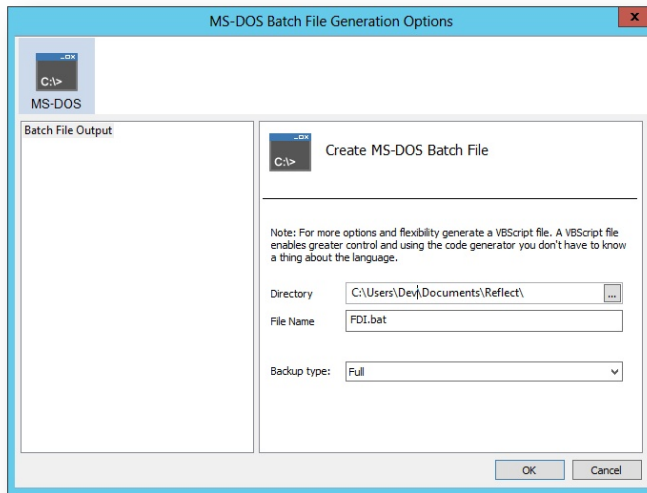 MS-DOS Batch File Generation Options
x
C:\>
MS-DOS
Batch File Output
C:\>
Create MS-DOS Batch File
Note: For more options and flexibility generate a VBScript file. A VBScript file
enables greater control and using the code generator you don't have to know
a thing about the language.
Directory C:\Users\Dev\Documents\Reflect\ ...
File Name FDI.bat
Backup type: Full
OK Cancel